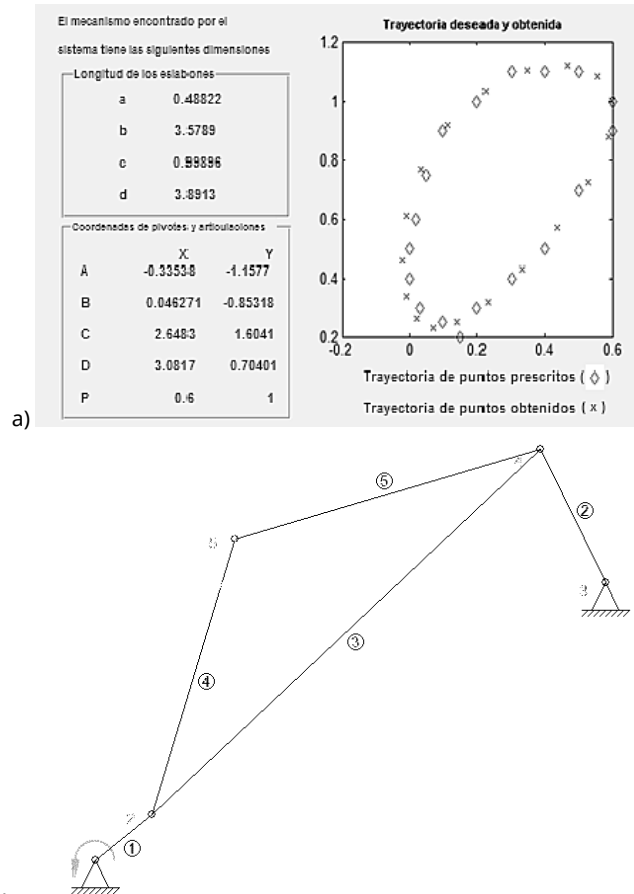 El mecanismo encontrado por el
sistema tiene las siguientes dimensiones
Longitud de los eslabones
a 0.48822
b 3.5789
c 0.99896
d 3.8913
Coordenadas de pivotes y articulaciones
X Y
A -0.33538 -1.1577
B 0.046271 -0.85318
C 2.6483 1.6041
D 3.0817 0.70401
P 0.6 1
a)
Trayectoria deseada y obtenida
1.2
1
0.8
0.6
0.4
0.2
-0.2 0 0.2 0.4 0.6
Trayectoria de puntos prescritos ( ◇ )
Trayectoria de puntos obtenidos ( x )
5
4
2
5
3
3
4
2
1